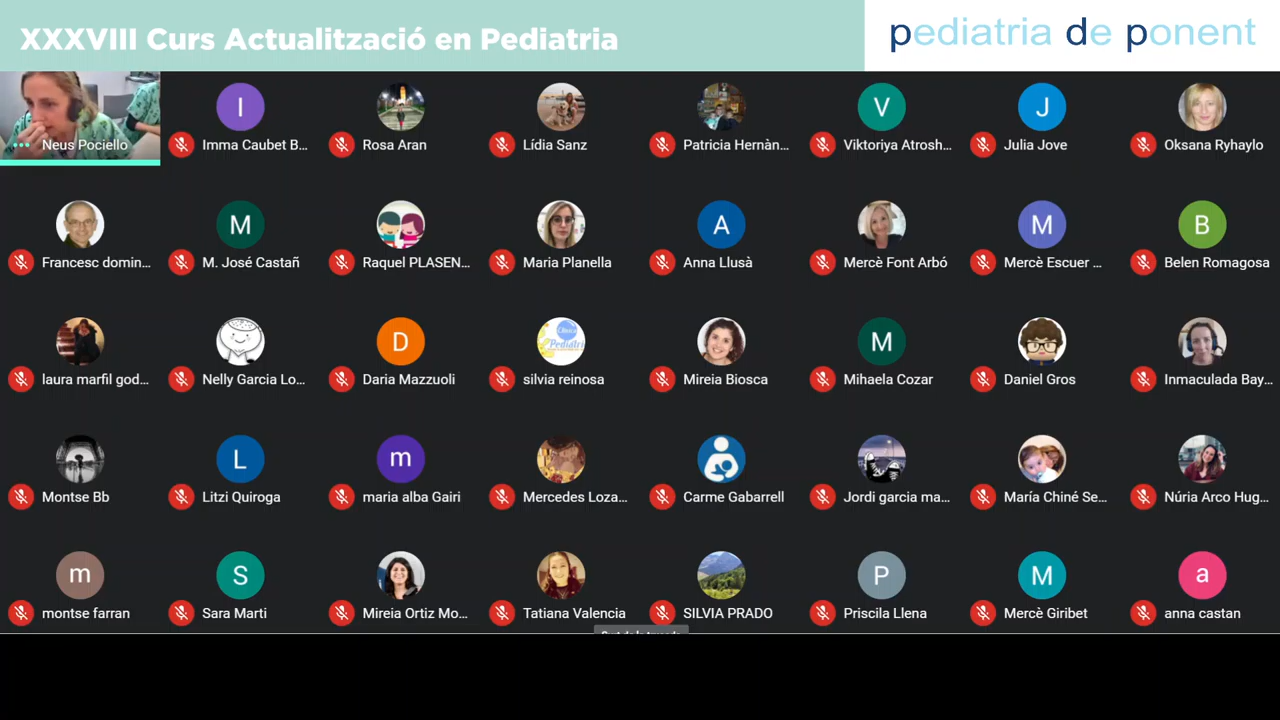 XXXVIII Curs Actualització en Pediatria
pediatria de ponent
Neus Pociello
I
Imma Caubet B...
Rosa Aran
Lídia Sanz
Patricia Hernàn...
V
Viktoriya Atrosh...
J
Julia Jove
Oksana Ryhaylo
Francesc domin...
M
M. José Castañ
Raquel PLASEN...
Maria Planella
A
Anna Llusà
Mercè Font Arbó
M
Mercè Escuer ...
B
Belen Romagosa
laura marfil god...
Nelly Garcia Lo...
D
Daria Mazzuoli
silvia reinosa
Mireia Biosca
M
Mihaela Cozar
Daniel Gros
Inmaculada Bay...
Montse Bb
L
Litzi Quiroga
m
maria alba Gairi
Mercedes Loza...
Carme Gabarrell
Jordi garcia ma...
María Chiné Se...
Núria Arco Hug...
m
montse farran
S
Sara Marti
Mireia Ortiz Mo...
Tatiana Valencia
SILVIA PRADO
P
Priscila Llena
M
Mercè Giribet
a
anna castan